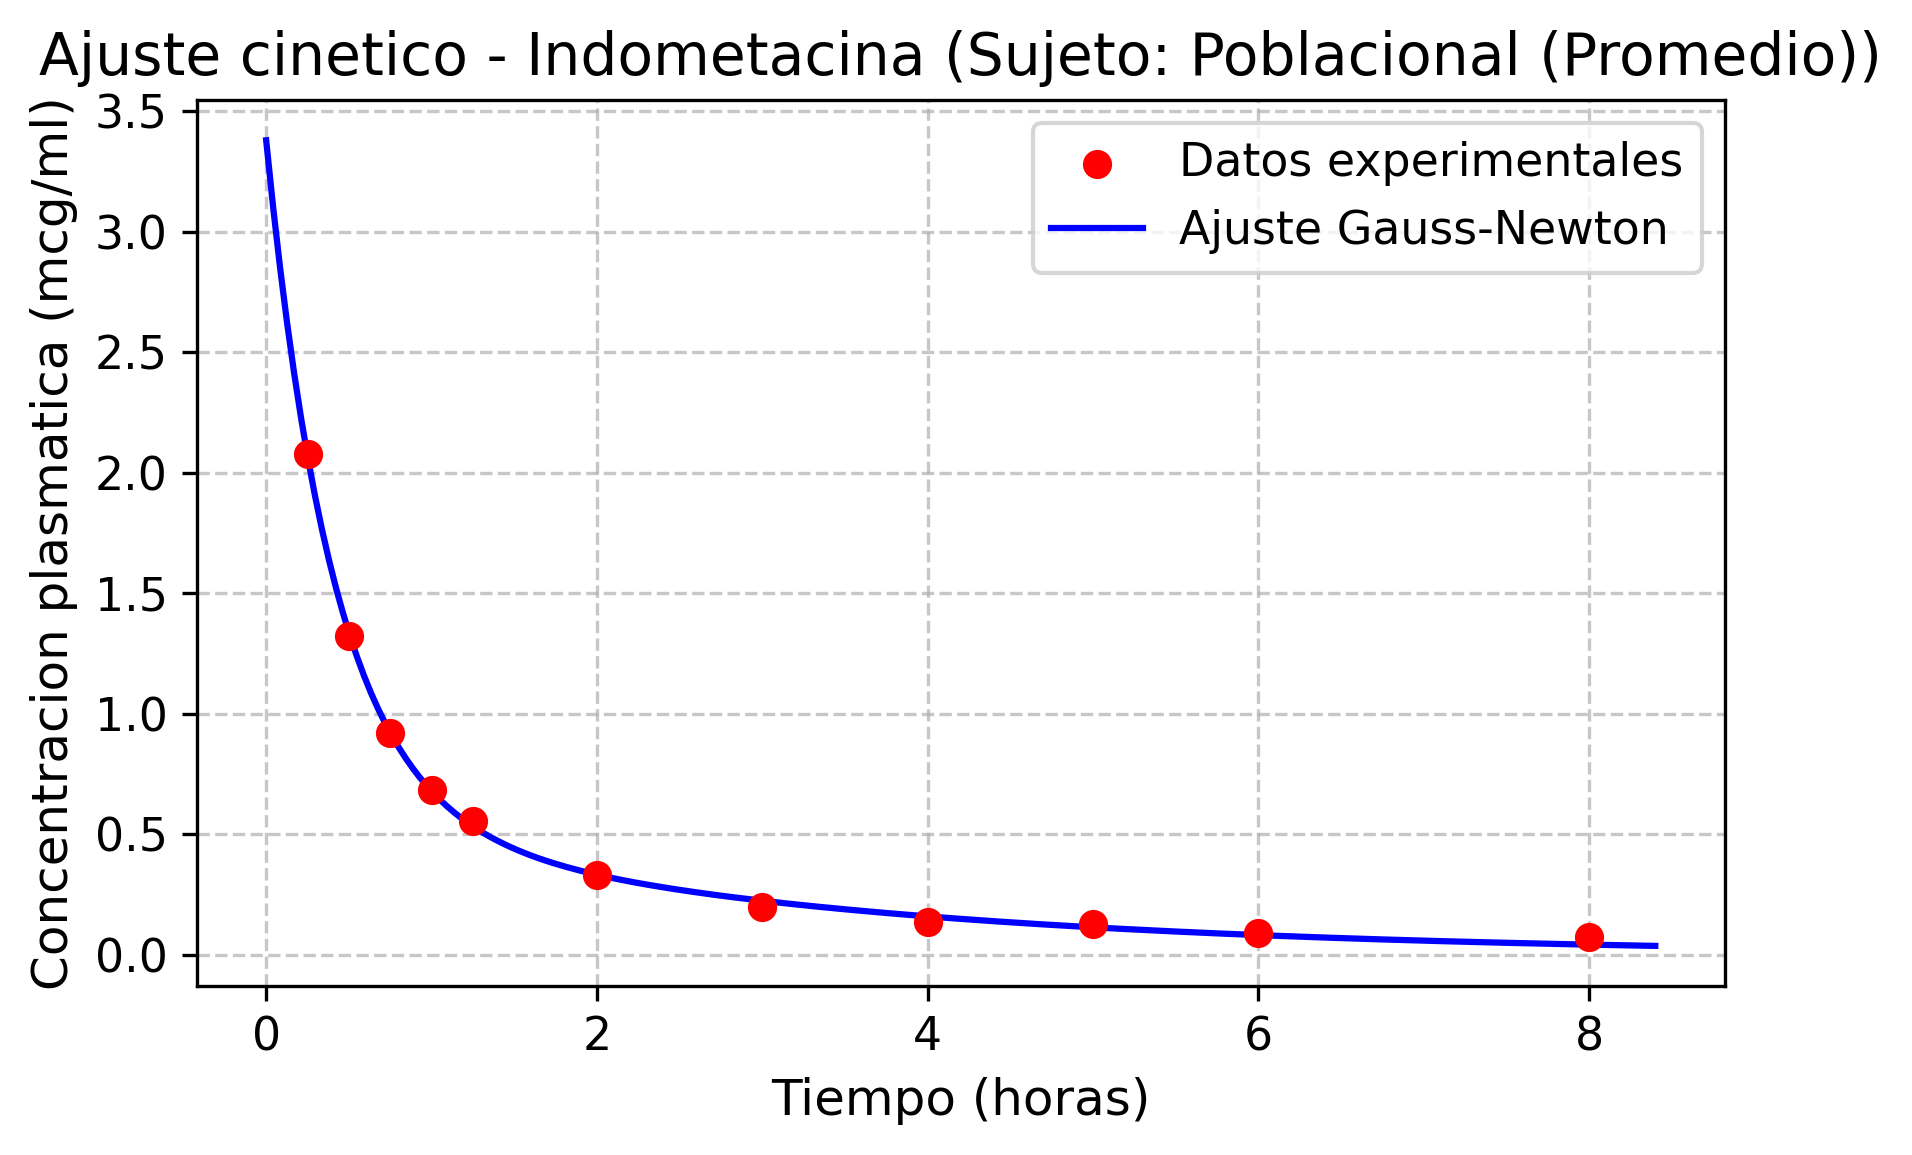 Ajuste cinetico - Indometacina (Sujeto: Poblacional (Promedio))
Concentracion plasmatica (mcg/ml)
3.5
3.0
2.5
2.0
1.5
1.0
0.5
0.0
Datos experimentales
Ajuste Gauss-Newton
0 2 4 6 8
Tiempo (horas)